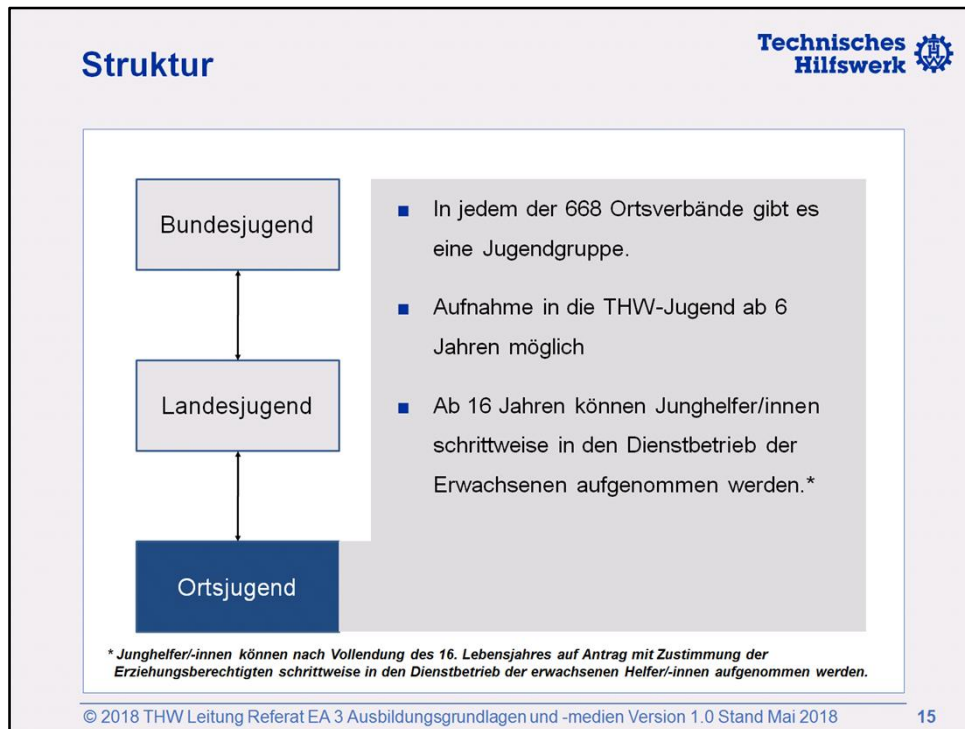 Struktur
Technisches
Hilfswerk
Bundesjugend
Landesjugend
Ortsjugend
■ In jedem der 668 Ortsverbände gibt es
eine Jugendgruppe.
■ Aufnahme in die THW-Jugend ab 6
Jahren möglich
■ Ab 16 Jahren können Junghelfer/innen
schrittweise in den Dienstbetrieb der
Erwachsenen aufgenommen werden.*
* Junghelfer/-innen können nach Vollendung des 16. Lebensjahres auf Antrag mit Zustimmung der
Erziehungsberechtigten schrittweise in den Dienstbetrieb der erwachsenen Helfer/-innen aufgenommen werden.
© 2018 THW Leitung Referat EA 3 Ausbildungsgrundlagen und -medien Version 1.0 Stand Mai 2018 15